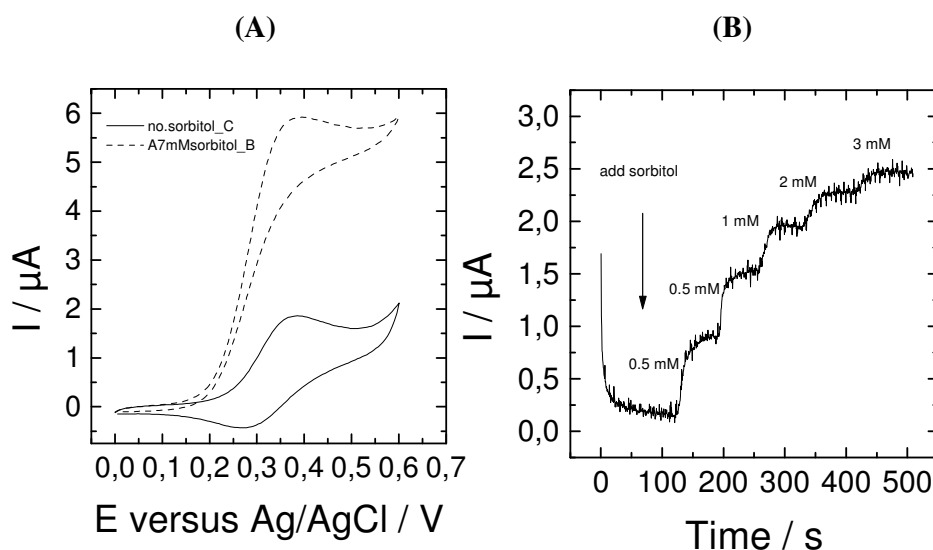 (A)
(B)
6
5
4
3
2
1
0
I / µA
no.sorbitol_C
A7mMsorbitol_B
0,0 0,1 0,2 0,3 0,4 0,5 0,6 0,7
E versus Ag/AgCl / V
3,0
2,5
2,0
1,5
1,0
0,5
0,0
I / µA
add sorbitol
0.5 mM
0.5 mM
1 mM
2 mM
3 mM
0 100 200 300 400 500
Time / s